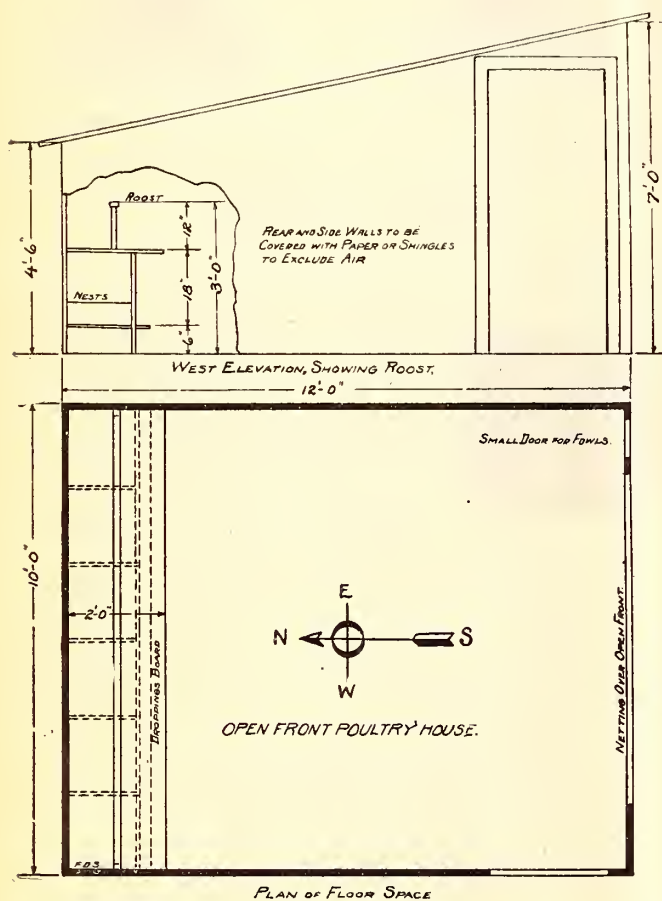 ROOST
12"
18"
6"
3'-0"
4'-6"
7'-0"
NESTS
REAR AND SIDE WALLS TO BE
COVERED WITH PAPER OR SHINGLES
TO EXCLUDE AIR
WEST ELEVATION, SHOWING ROOST.
12'-0"
SMALL DOOR FOR FOWLS.
10'-0"
2'-0"
DROPPINGS BOARD
E
N
S
W
NETTING OVER OPEN FRONT.
OPEN FRONT POULTRY HOUSE.
F.D.S.
PLAN OF FLOOR SPACE